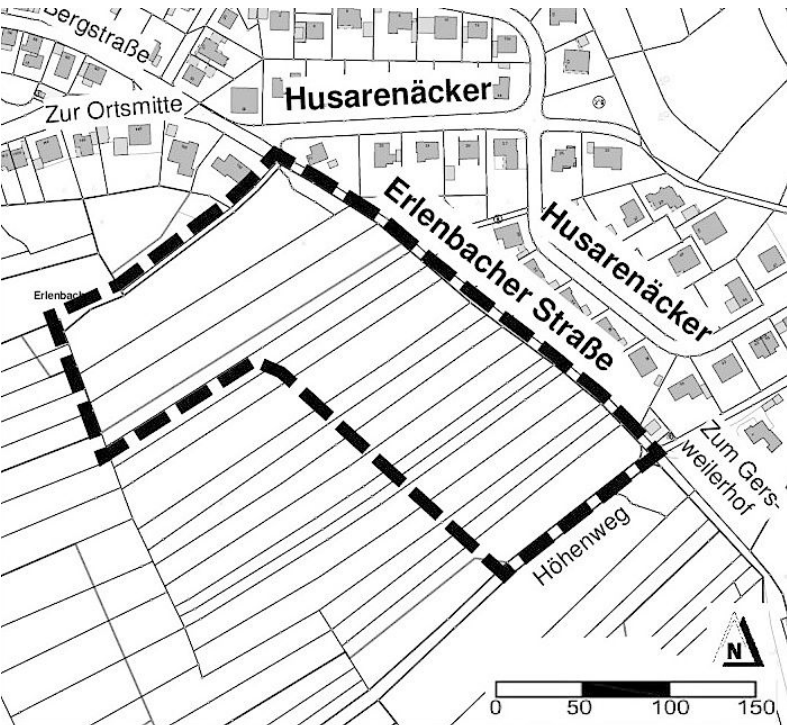 Bergstraße
Zur Ortsmitte
Husarenäcker
Erlenbacher Straße
Husarenäcker
Erlenbach
Zum Gers-
weilerhof
Höhenweg
N
0 50 100 150